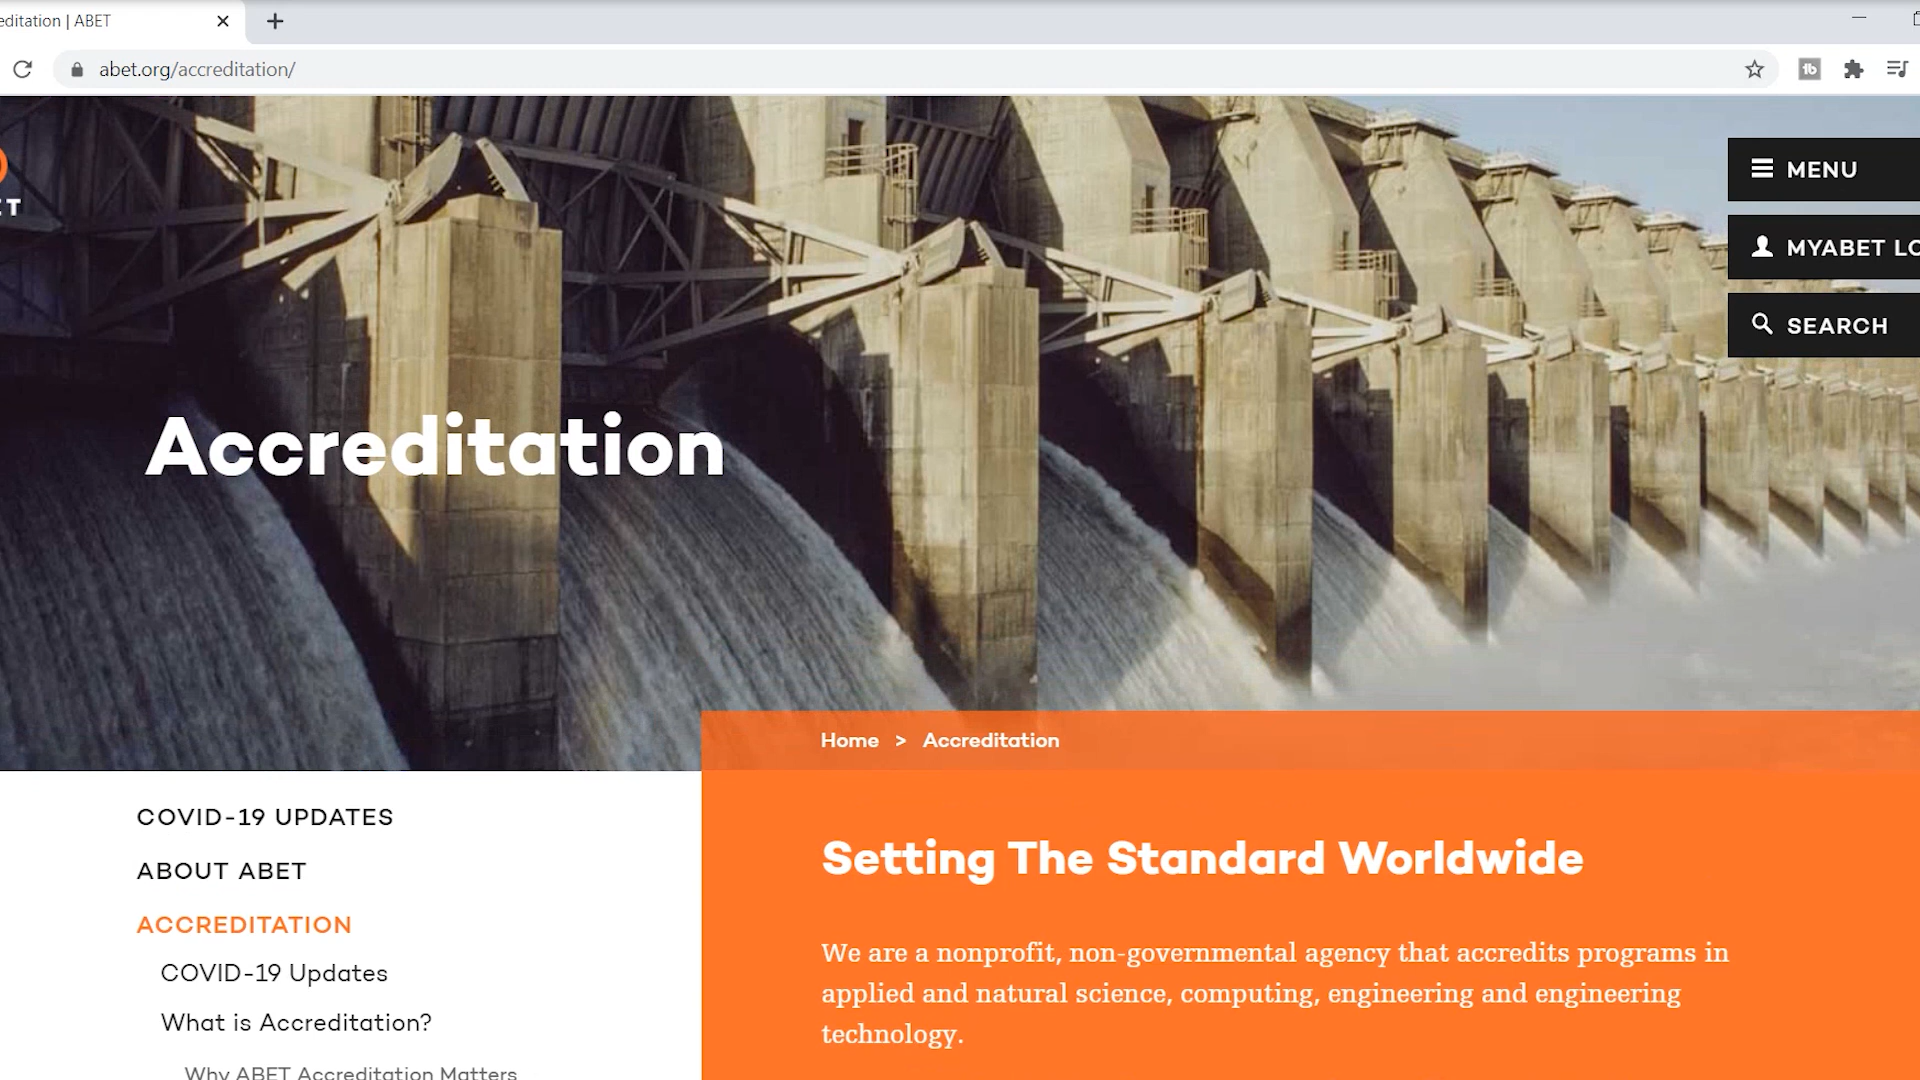 editation | ABET
abet.org/accreditation/
ET
MENU
MYABET LO
SEARCH
Accreditation
Home > Accreditation
COVID-19 UPDATES
ABOUT ABET
ACCREDITATION
COVID-19 Updates
What is Accreditation?
Why ABET Accreditation Matters
Setting The Standard Worldwide
We are a nonprofit, non-governmental agency that accredits programs in
applied and natural science, computing, engineering and engineering
technology.